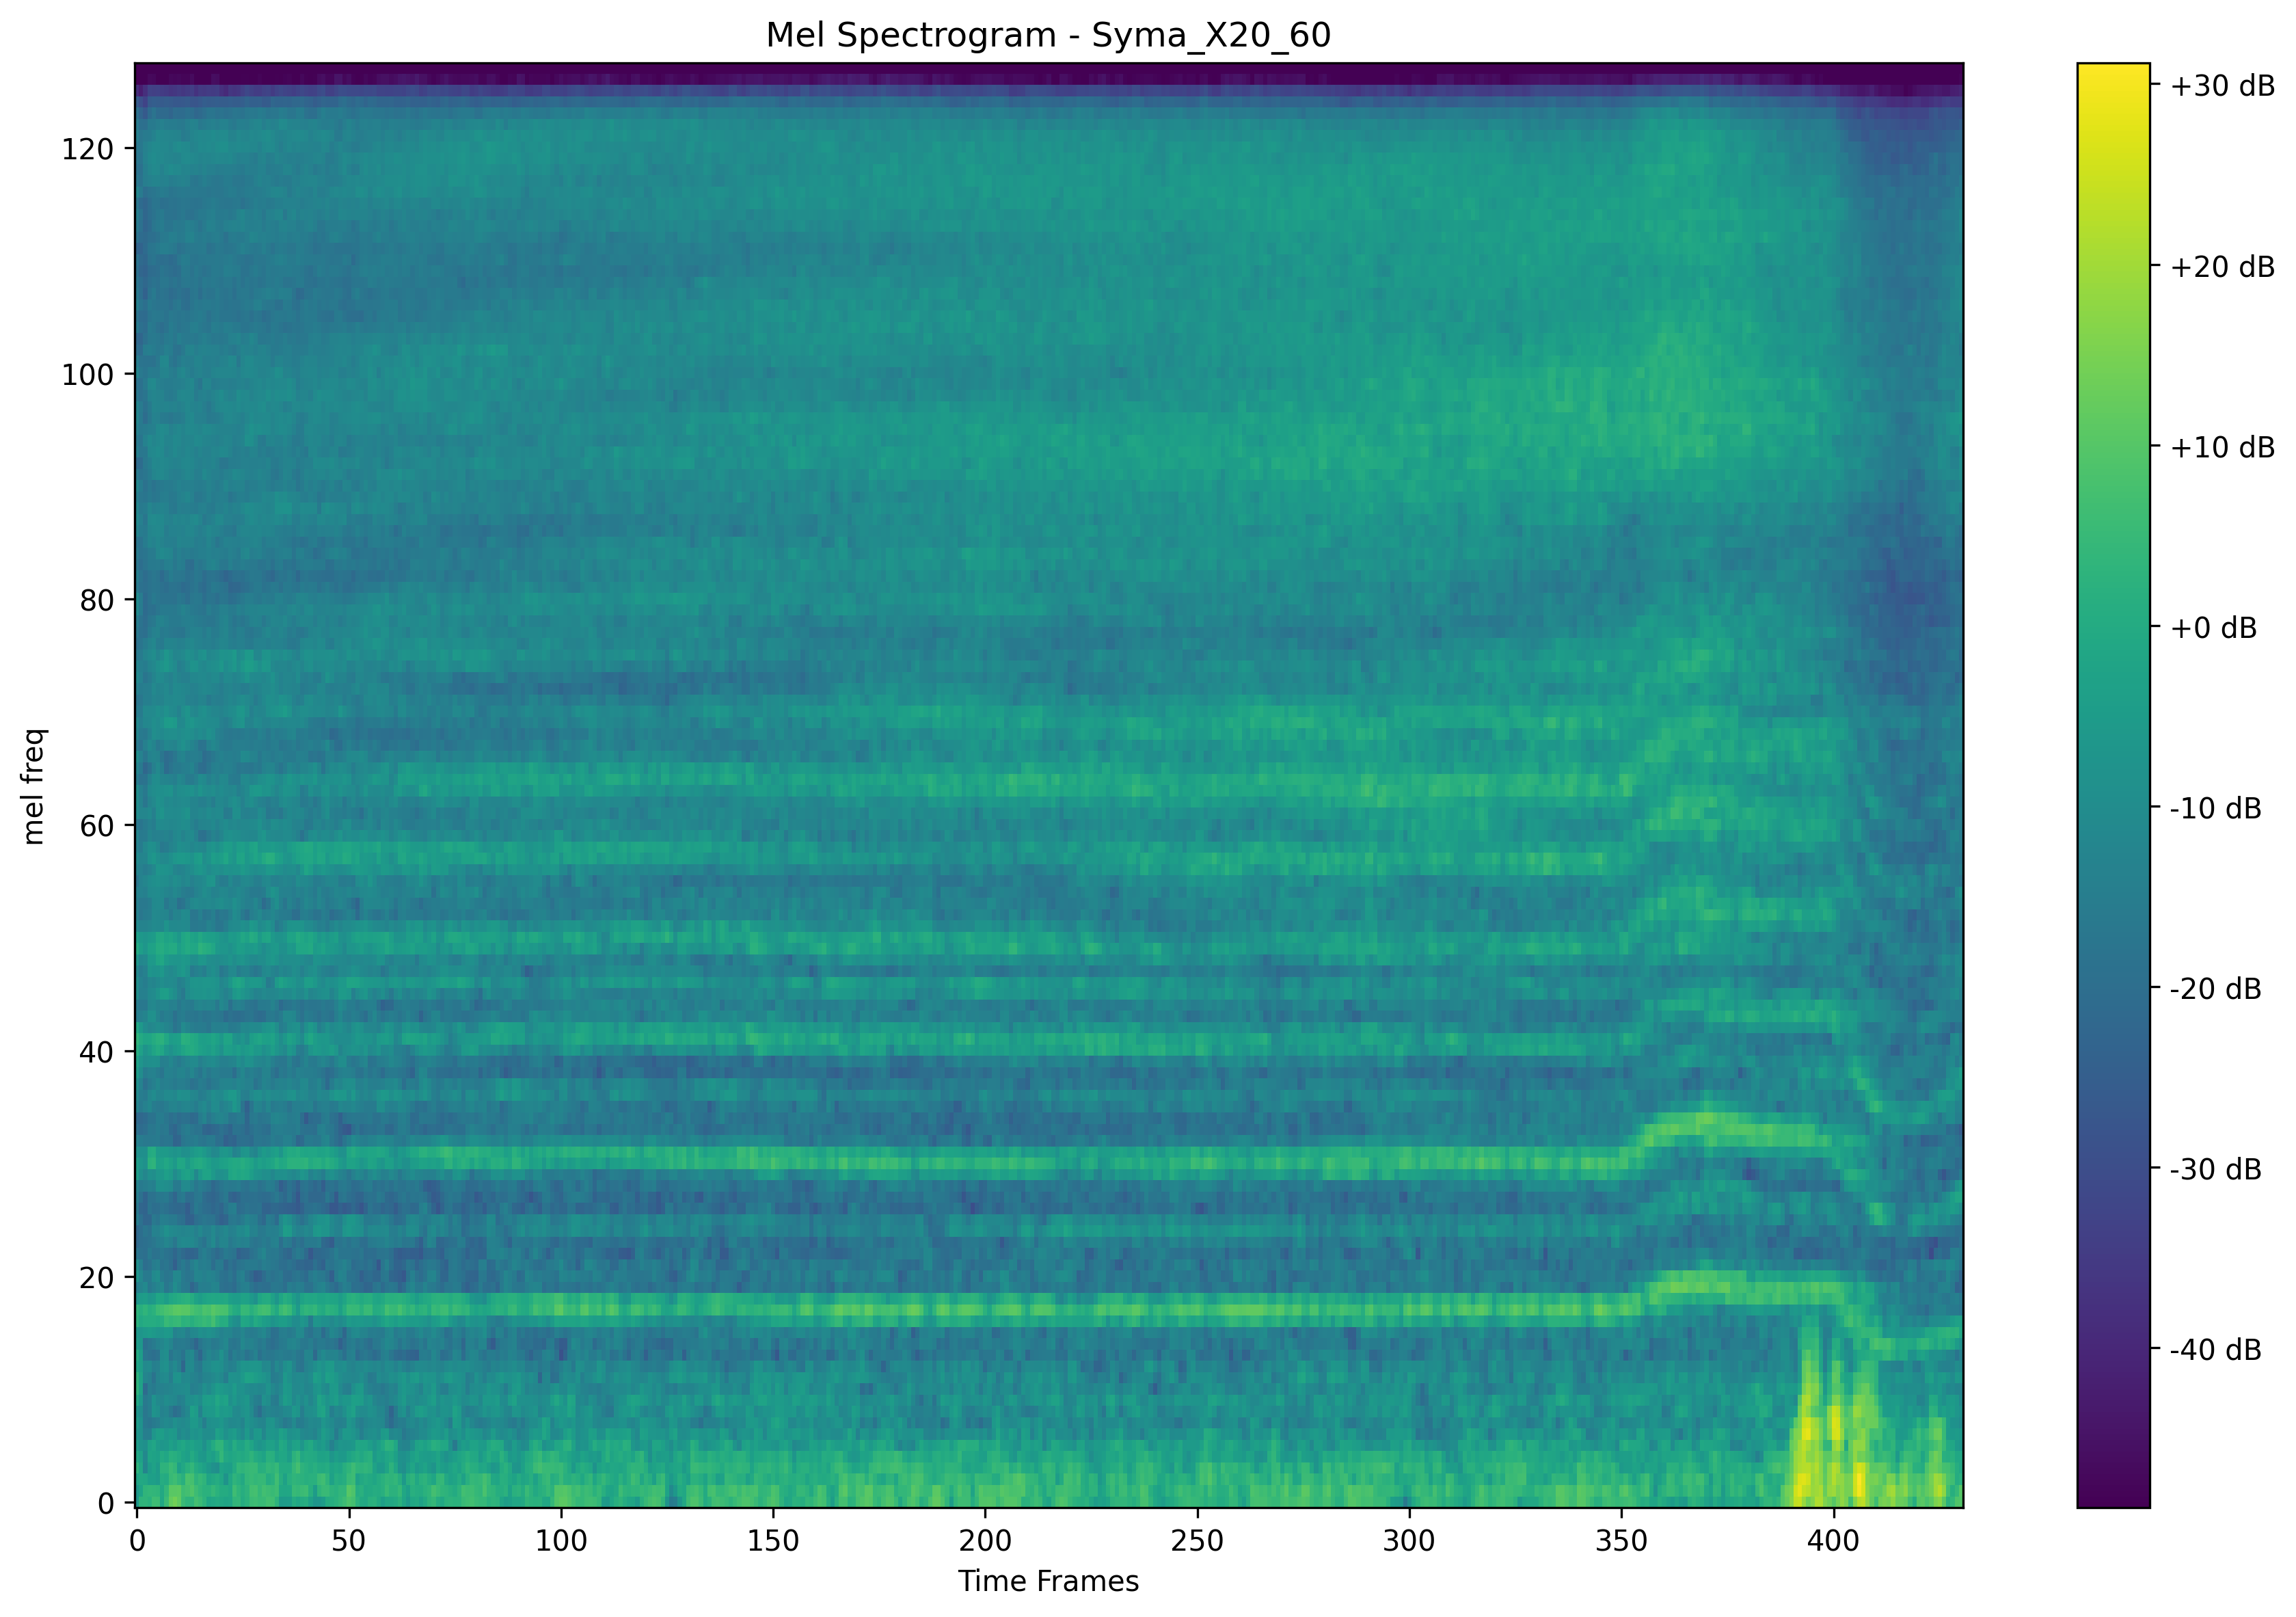 Mel Spectrogram - Syma_X20_60
mel freq
120
100
80
60
40
20
0
0 50 100 150 200 250 300 350 400
Time Frames
+30 dB
+20 dB
+10 dB
+0 dB
-10 dB
-20 dB
-30 dB
-40 dB